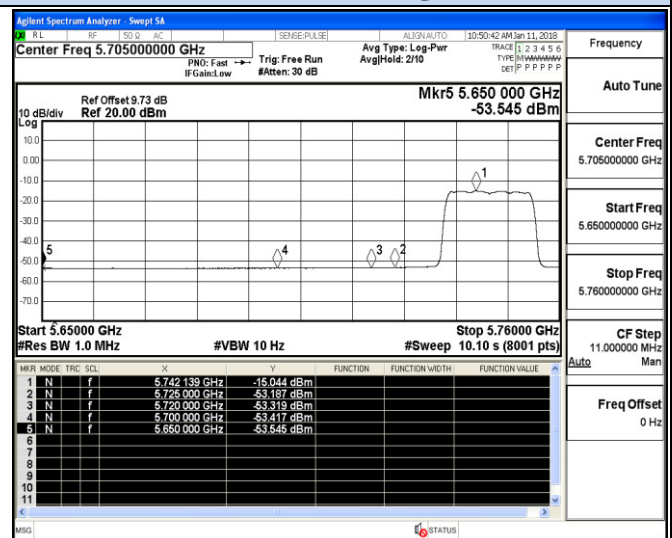 Agilent Spectrum Analyzer - Swept SA
RL RF 50 Ω AC SENSE:PULSE ALIGNAUTO 10:50:42 AM Jan 11, 2018
Center Freq 5.705000000 GHz
PNO: Fast
IFGain:Low
Trig: Free Run
#Atten: 30 dB
Avg Type: Log-Pwr
Avg|Hold: 2/10
TRACE 1 2 3 4 5 6
TYPE MWWWWW
DET P P P P P P
Mkr5 5.650 000 GHz
-53.545 dBm
Ref Offset 9.73 dB
10 dB/div Ref 20.00 dBm
Log
10.0
0.00
-10.0
-20.0
-30.0
-40.0
-50.0
-60.0
-70.0
1
5 4 3 2
Start 5.65000 GHz Stop 5.76000 GHz
#Res BW 1.0 MHz #VBW 10 Hz #Sweep 10.10 s (8001 pts)
MKR MODE TRC SCL X Y FUNCTION FUNCTION WIDTH FUNCTION VALUE
1 N f 5.742 139 GHz -15.044 dBm
2 N f 5.725 000 GHz -53.187 dBm
3 N f 5.720 000 GHz -53.319 dBm
4 N f 5.700 000 GHz -53.417 dBm
5 N f 5.650 000 GHz -53.545 dBm
6
7
8
9
10
11
MSG STATUS
Frequency
Auto Tune
Center Freq
5.705000000 GHz
Start Freq
5.650000000 GHz
Stop Freq
5.760000000 GHz
CF Step
11.000000 MHz
Auto Man
Freq Offset
0 Hz